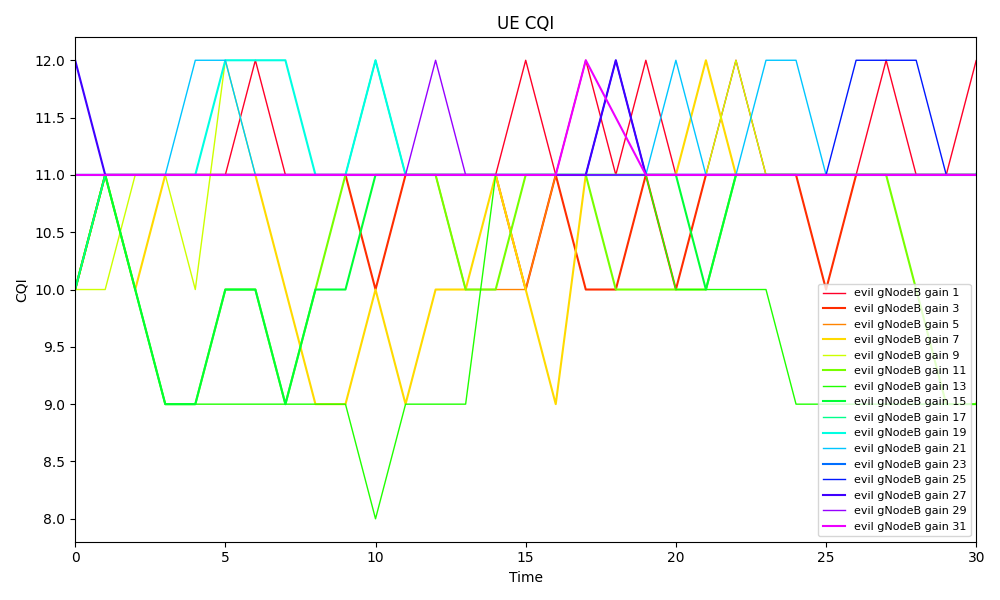 UE CQI
12.0
11.5
11.0
10.5
10.0
9.5
9.0
8.5
8.0
CQI
0 5 10 15 20 25 30
Time
evil gNodeB gain 1
evil gNodeB gain 3
evil gNodeB gain 5
evil gNodeB gain 7
evil gNodeB gain 9
evil gNodeB gain 11
evil gNodeB gain 13
evil gNodeB gain 15
evil gNodeB gain 17
evil gNodeB gain 19
evil gNodeB gain 21
evil gNodeB gain 23
evil gNodeB gain 25
evil gNodeB gain 27
evil gNodeB gain 29
evil gNodeB gain 31